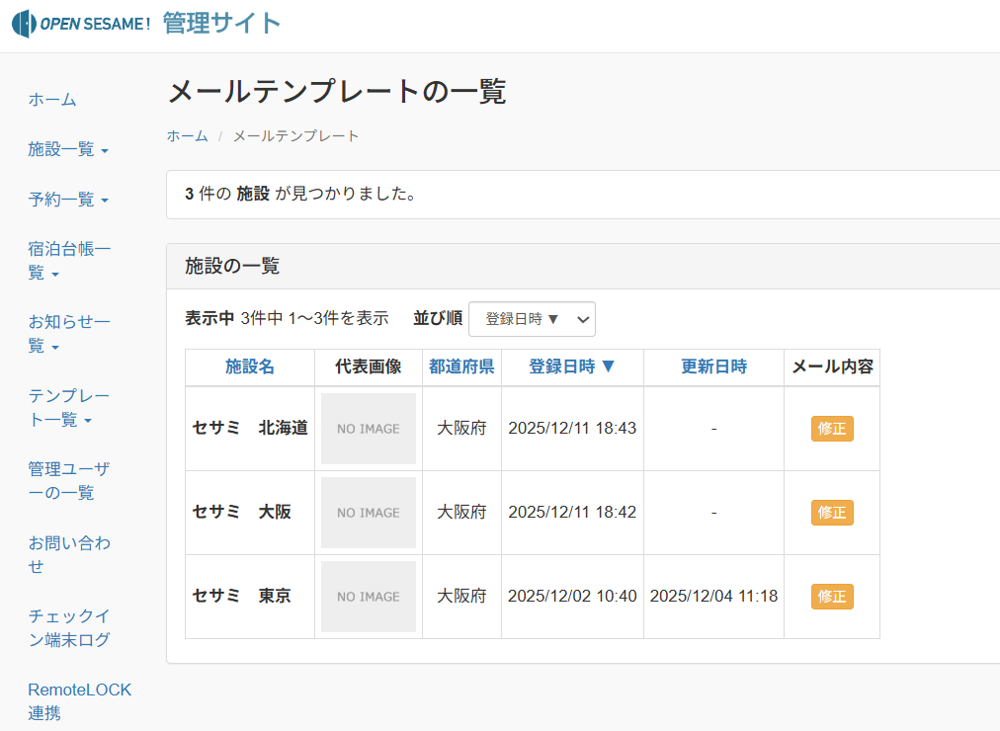 OPEN SESAME! 管理サイト
ホーム
施設一覧
予約一覧
宿泊台帳一
覧
お知らせ一
覧
テンプレー
ト一覧
管理ユーザ
ーの一覧
お問い合わ
せ
チェックイ
ン端末ログ
RemoteLOCK
連携
メールテンプレートの一覧
ホーム / メールテンプレート
3 件の 施設 が見つかりました。
施設の一覧
表示中 3件中 1〜3件を表示 並び順 登録日時 ▼
施設名 代表画像 都道府県 登録日時 ▼ 更新日時 メール内容
セサミ　北海道 NO IMAGE 大阪府 2025/12/11 18:43 - 修正
セサミ　大阪 NO IMAGE 大阪府 2025/12/11 18:42 - 修正
セサミ　東京 NO IMAGE 大阪府 2025/12/02 10:40 2025/12/04 11:18 修正